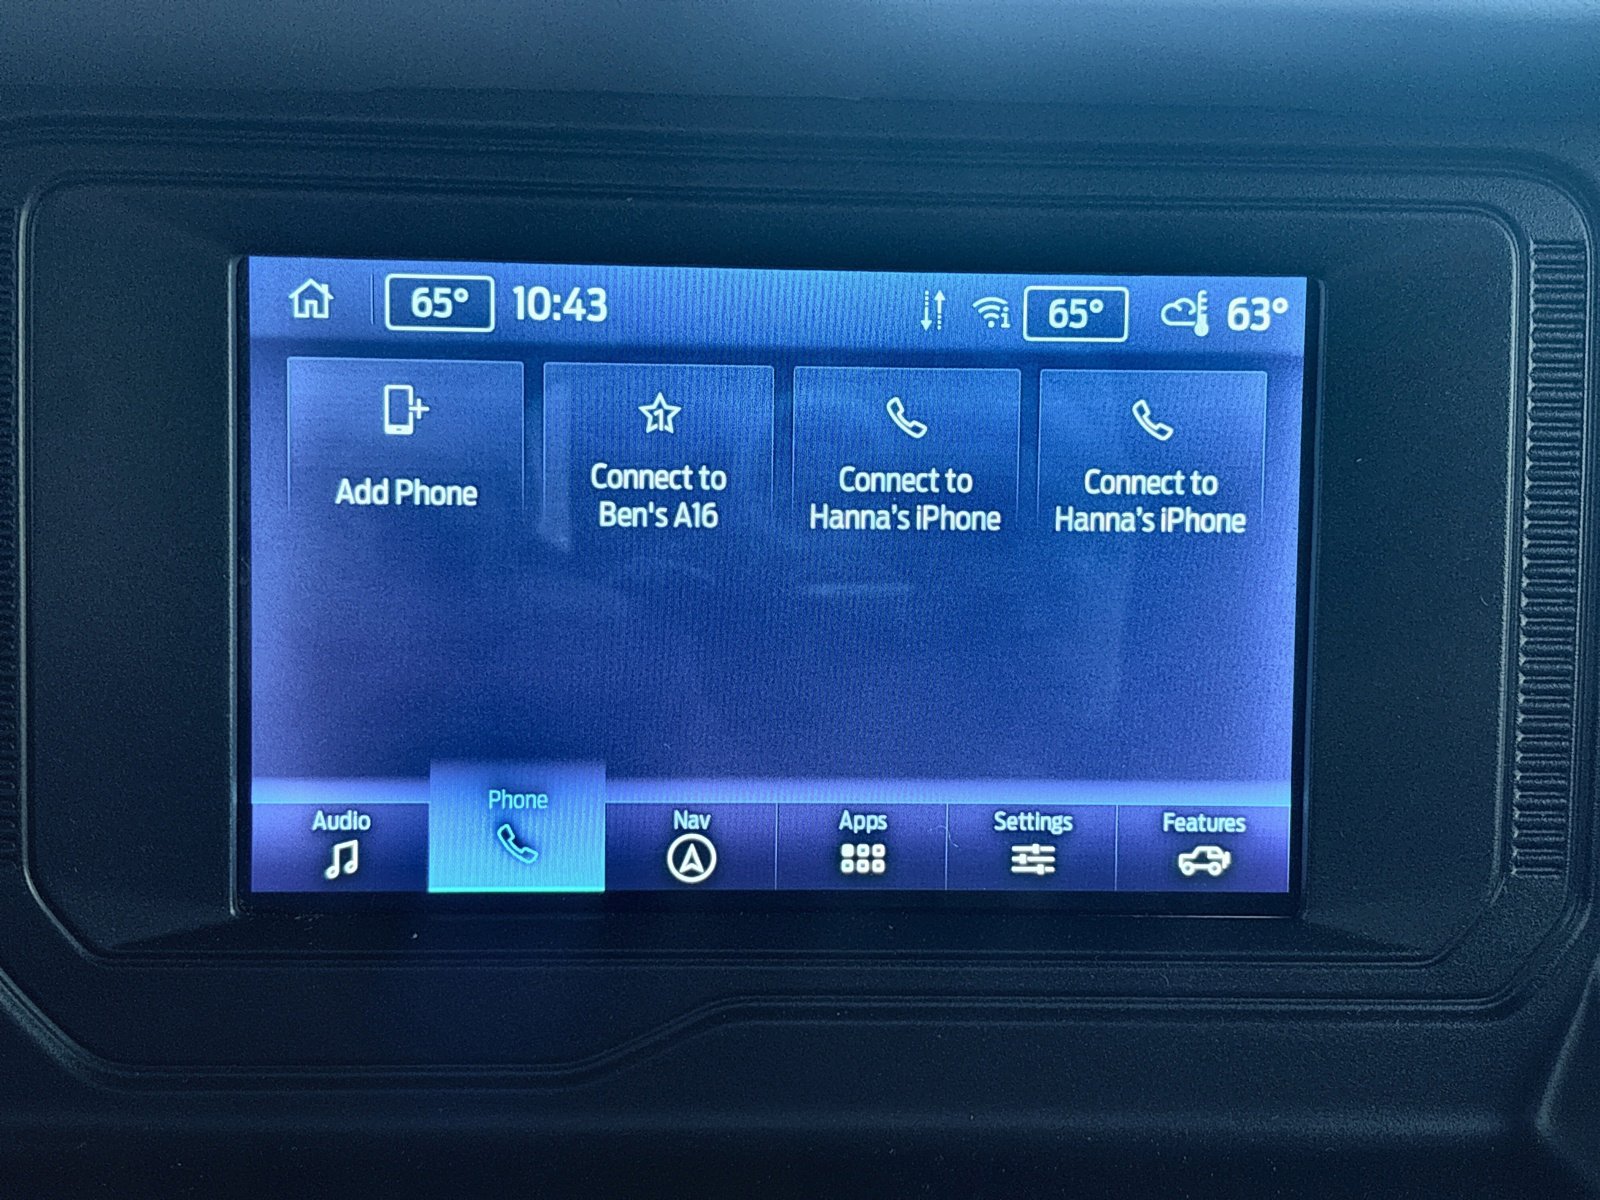 65° 10:43 65° 63°
Add Phone
1
Connect to
Ben's A16
Connect to
Hanna's iPhone
Connect to
Hanna's iPhone
Audio
Phone
Nav
Apps
Settings
Features